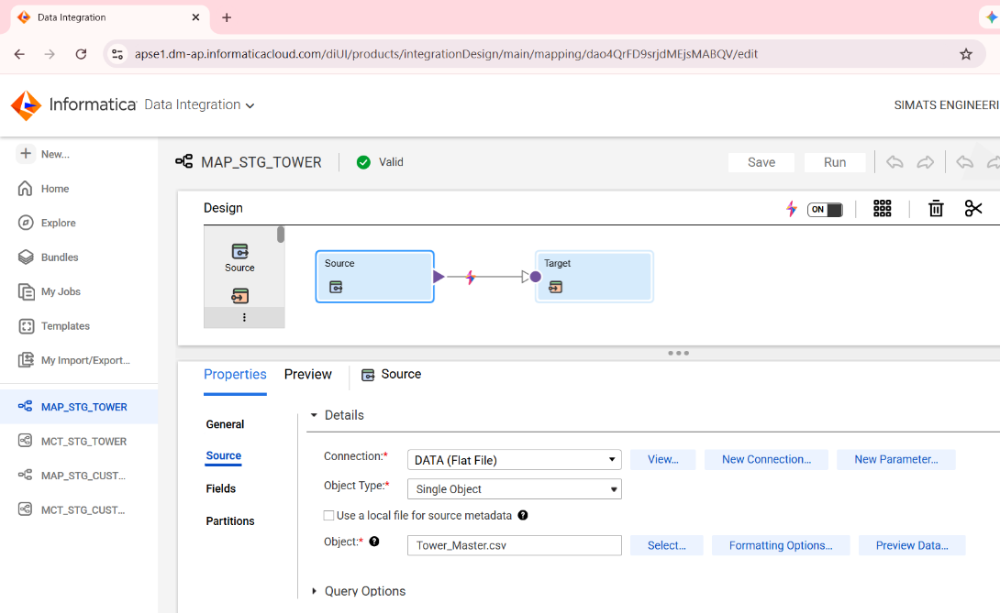 Data Integration
apse1.dm-ap.informaticacloud.com/diUI/products/integrationDesign/main/mapping/dao4QrFD9srjdMEjsMABQV/edit
Informatica Data Integration
SIMATS ENGINEERI
New...
Home
Explore
Bundles
My Jobs
Templates
My Import/Export...
MAP_STG_TOWER
MCT_STG_TOWER
MAP_STG_CUST...
MCT_STG_CUST...
MAP_STG_TOWER
Valid
Save
Run
Design
ON
Source
Source
Target
Properties
Preview
Source
General
Source
Fields
Partitions
Details
Connection:* DATA (Flat File) View... New Connection... New Parameter...
Object Type:* Single Object
Use a local file for source metadata ?
Object:* ? Tower_Master.csv Select... Formatting Options... Preview Data...
Query Options